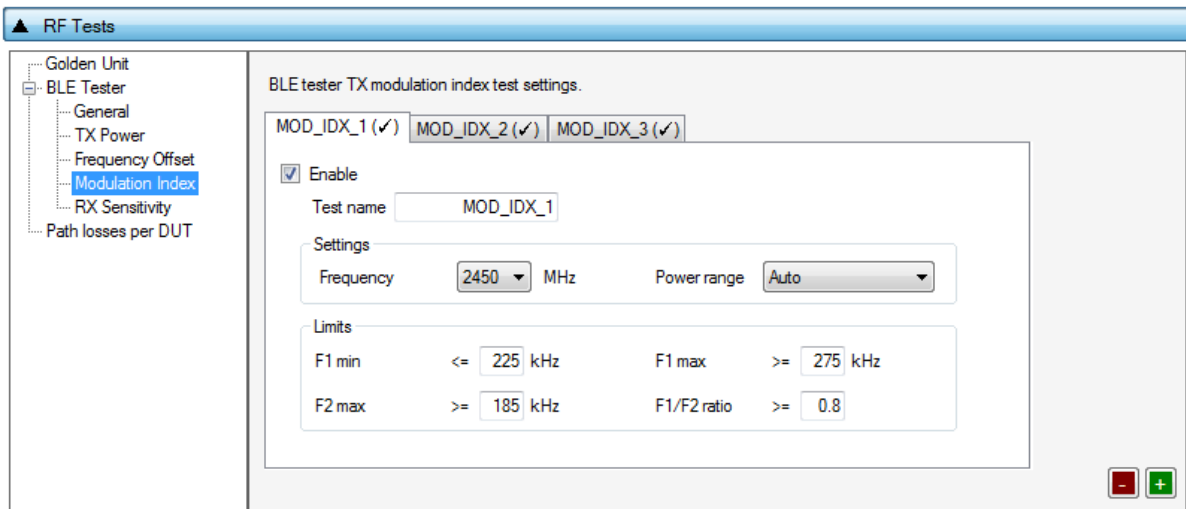 RF Tests
Golden Unit
BLE Tester
General
TX Power
Frequency Offset
Modulation Index
RX Sensitivity
Path losses per DUT
BLE tester TX modulation index test settings.
MOD_IDX_1 (✓) MOD_IDX_2 (✓) MOD_IDX_3 (✓)
Enable
Test name MOD_IDX_1
Settings
Frequency 2450 MHz Power range Auto
Limits
F1 min <= 225 kHz F1 max >= 275 kHz
F2 max >= 185 kHz F1/F2 ratio >= 0.8
- +